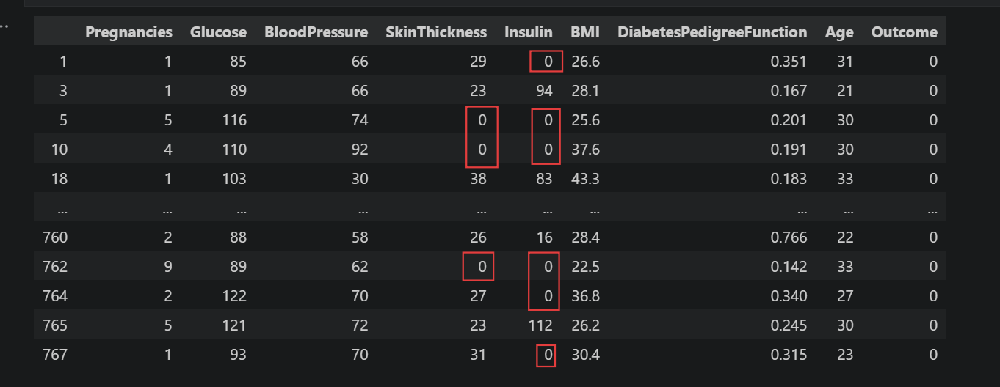 Pregnancies Glucose BloodPressure SkinThickness Insulin BMI DiabetesPedigreeFunction Age Outcome
1 1 85 66 29 0 26.6 0.351 31 0
3 1 89 66 23 94 28.1 0.167 21 0
5 5 116 74 0 0 25.6 0.201 30 0
10 4 110 92 0 0 37.6 0.191 30 0
18 1 103 30 38 83 43.3 0.183 33 0
... ... ... ... ... ... ... ... ... ...
760 2 88 58 26 16 28.4 0.766 22 0
762 9 89 62 0 0 22.5 0.142 33 0
764 2 122 70 27 0 36.8 0.340 27 0
765 5 121 72 23 112 26.2 0.245 30 0
767 1 93 70 31 0 30.4 0.315 23 0